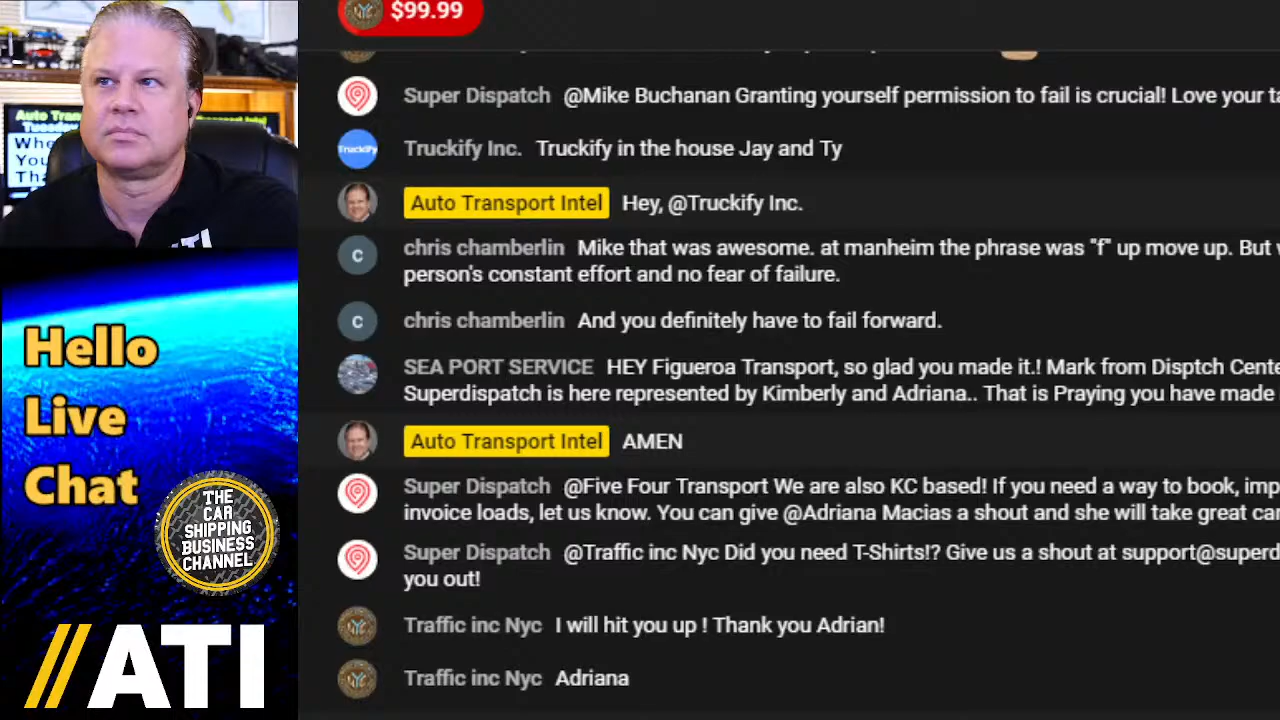 $99.99
Super Dispatch @Mike Buchanan Granting yourself permission to fail is crucial! Love your ta
Truckify Truckify Inc. Truckify in the house Jay and Ty
Auto Transport Intel Hey, @Truckify Inc.
C chris chamberlin Mike that was awesome. at manheim the phrase was "f" up move up. But
person's constant effort and no fear of failure.
C chris chamberlin And you definitely have to fail forward.
SEA PORT SERVICE HEY Figueroa Transport, so glad you made it.! Mark from Disptch Cente
Superdispatch is here represented by Kimberly and Adriana.. That is Praying you have made
Auto Transport Intel AMEN
Super Dispatch @Five Four Transport We are also KC based! If you need a way to book, imp
invoice loads, let us know. You can give @Adriana Macias a shout and she will take great car
Super Dispatch @Traffic inc Nyc Did you need T-Shirts!? Give us a shout at support@superd
you out!
Traffic inc Nyc I will hit you up ! Thank you Adrian!
Traffic inc Nyc Adriana
Auto Tran
Tuesda
Whe
You
Tha
ATI
Hello
Live
Chat
THE
CAR
SHIPPING
BUSINESS
CHANNEL
//ATI